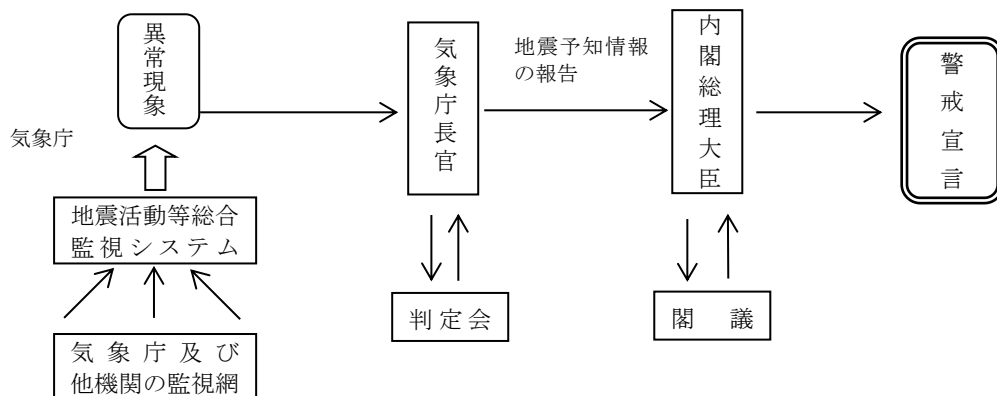 異常現象
気象庁
地震活動等総合
監視システム
気象庁及び
他機関の監視網
気象庁長官
判定会
地震予知情報
の報告
内閣総理大臣
閣議
警戒宣言